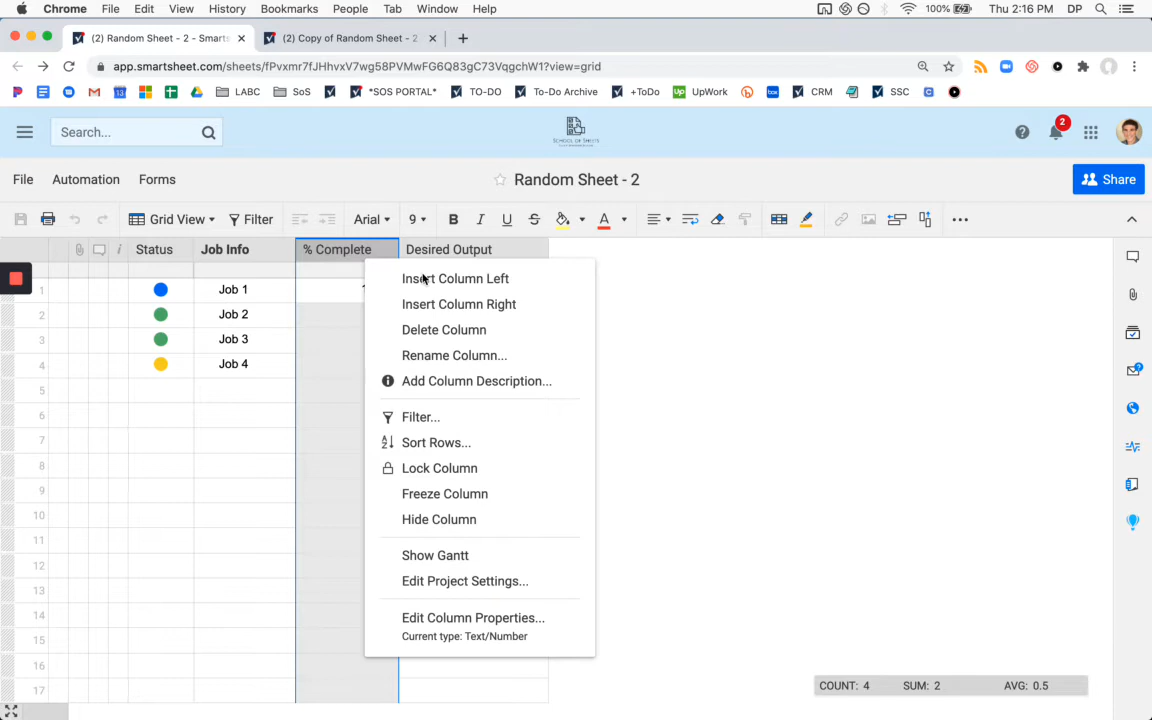 Chrome File Edit View History Bookmarks People Tab Window Help 100% Thu 2:16 PM DP
(2) Random Sheet - 2 - Smarts (2) Copy of Random Sheet - 2
app.smartsheet.com/sheets/fPvxmr7fJHhvxV7wg58PVMwFG6Q83gC73VqgchW1?view=grid
LABC SoS *SOS PORTAL* TO-DO To-Do Archive +ToDo Up UpWork box CRM SSC
Search... SCHOOL OF SHEETS 2
File Automation Forms Random Sheet - 2 Share
Grid View Filter Arial 9 B I U S A
Status Job Info % Complete Desired Output
1 Job 1
2 Job 2
3 Job 3
4 Job 4
5
6
7
8
9
10
11
12
13
14
15
16
17
Insert Column Left
Insert Column Right
Delete Column
Rename Column...
Add Column Description...
Filter...
Sort Rows...
Lock Column
Freeze Column
Hide Column
Show Gantt
Edit Project Settings...
Edit Column Properties...
Current type: Text/Number
COUNT: 4 SUM: 2 AVG: 0.5